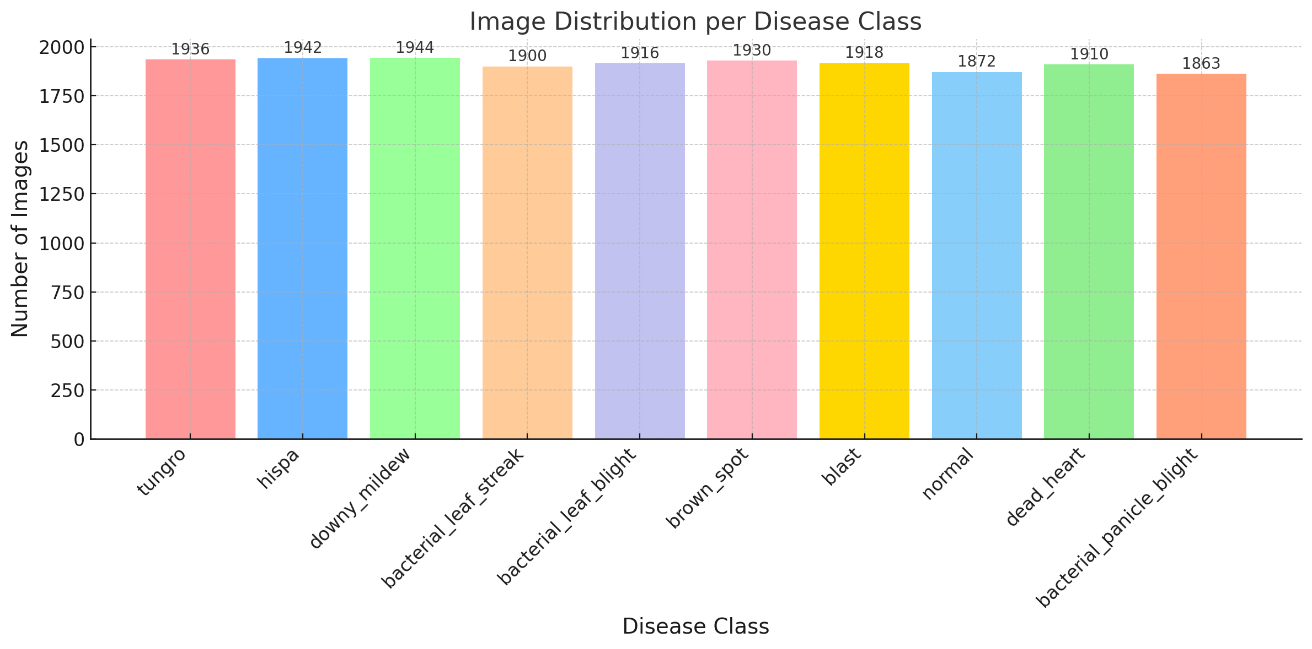 Image Distribution per Disease Class
2000
1750
1500
1250
1000
750
500
250
0
Number of Images
1936
1942
1944
1900
1916
1930
1918
1872
1910
1863
tungro
hispa
downy_mildew
bacterial_leaf_streak
bacterial_leaf_blight
brown_spot
blast
normal
dead_heart
bacterial_panicle_blight
Disease Class